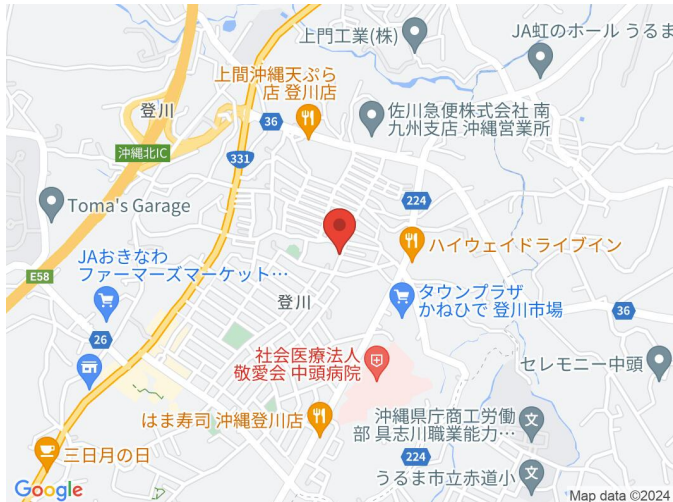 上門工業(株)
JA虹のホール うるま
上間沖縄天ぷら
店 登川店
佐川急便株式会社 南
九州支店 沖縄営業所
登川
36
沖縄北IC
331
Toma's Garage
224
ハイウェイドライブイン
JAおきなわ
ファーマーズマーケット…
E58
登川
タウンプラザ
かねひで 登川市場
36
26
社会医療法人
敬愛会 中頭病院
セレモニー中頭
はま寿司 沖縄登川店
沖縄県庁商工労働
部 具志川職業能力…
三日月の日
224
うるま市立赤道小
Google
Map data ©2024